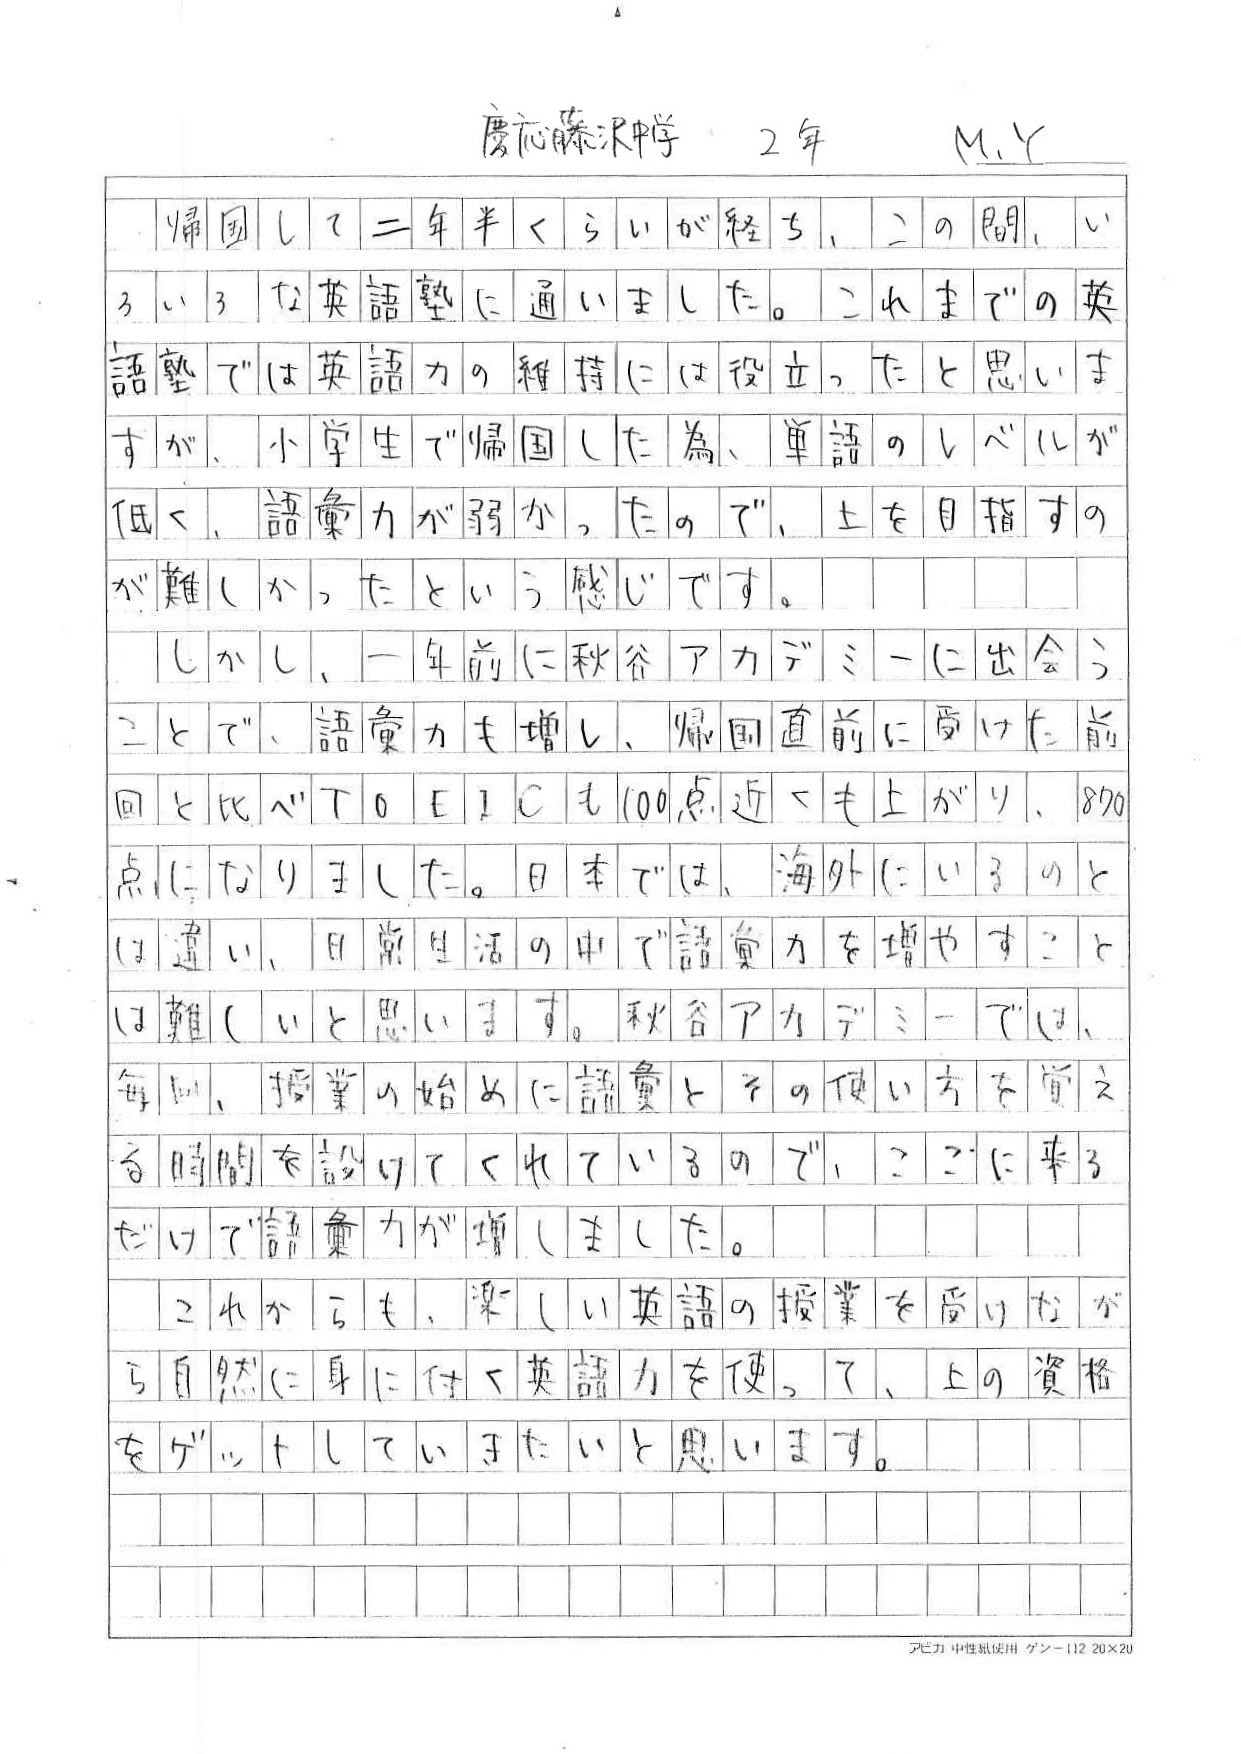 慶応藤沢中学 2年 M.Y
帰国して二年半くらいが経ち、この間、い
ろいろな英語塾に通いました。これまでの英
語塾では英語力の維持には役立ったと思いま
すが、小学生で帰国した為、単語のレベルが
低く、語彙力が弱かったので、上を目指すの
が難しかったという感じです。
しかし、一年前に秋谷アカデミーに出会う
ことで、語彙力も増し、帰国直前に受けた前
回と比べTOEICも100点近くも上がり、870
点になりました。日本では、海外にいるのと
は違い、日常生活の中で語彙力を増やすこと
は難しいと思います。秋谷アカデミーでは、
毎回、授業の始めに語彙とその使い方を覚え
る時間を設けてくれているので、ここに来る
だけで語彙力が増しました。
これからも、楽しい英語の授業を受けなが
ら自然に身に付く英語力を使って、上の資格
をゲットしていきたいと思います。
アピカ 中性紙使用 ゲンー112 20×20